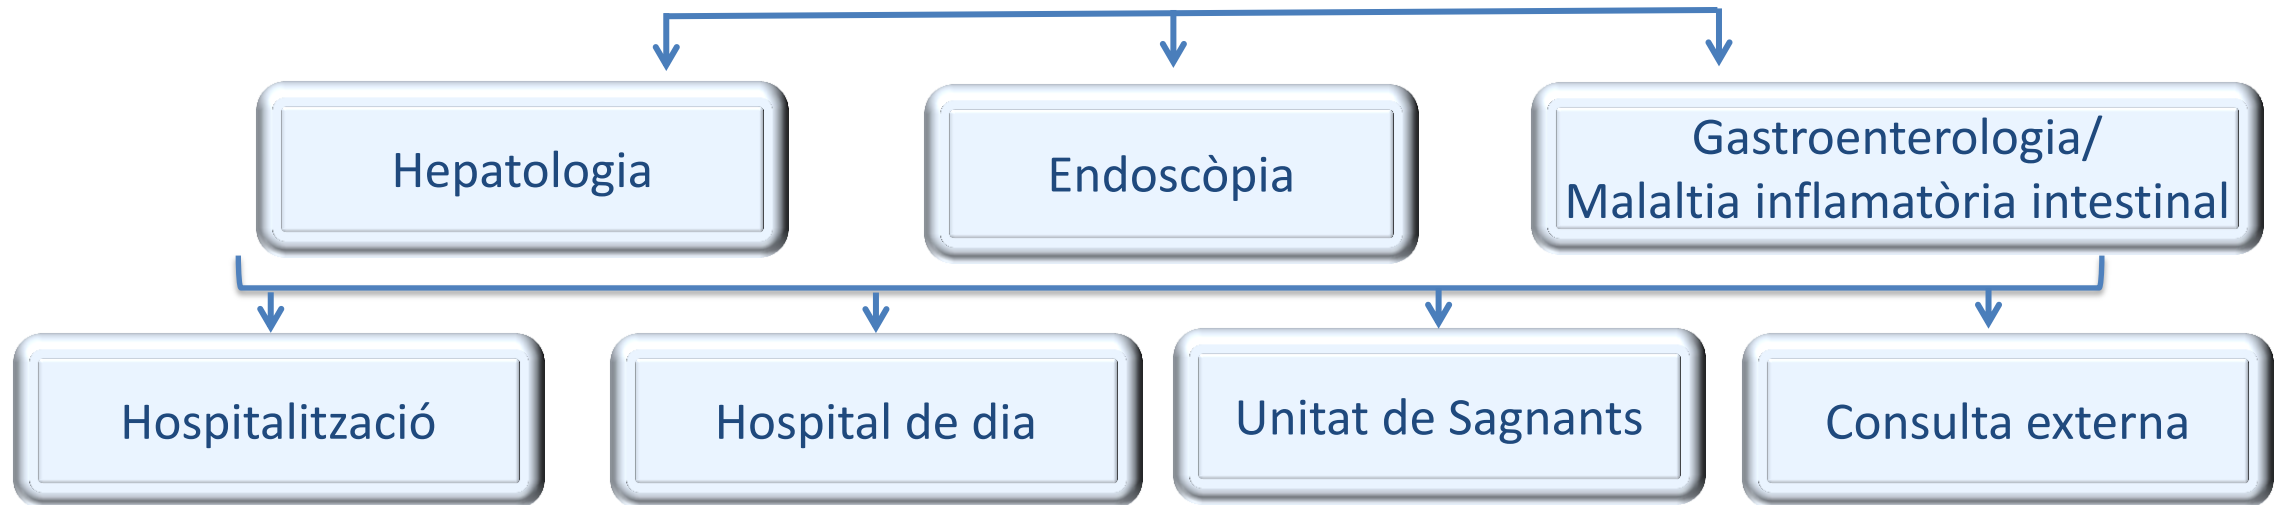 Hepatologia
Endoscòpia
Gastroenterologia/
Malaltia inflamatòria intestinal
Hospitalització
Hospital de dia
Unitat de Sagnants
Consulta externa